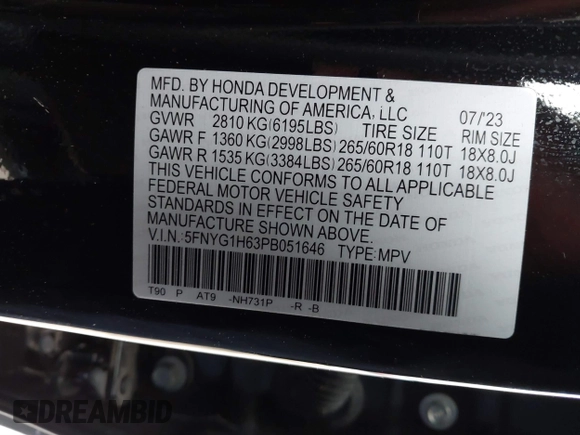 MFD. BY HONDA DEVELOPMENT &
MANUFACTURING OF AMERICA, LLC 07/'23
GVWR 2810 KG(6195LBS) TIRE SIZE RIM SIZE
GAWR F 1360 KG(2998LBS) 265/60R18 110T 18X8.0J
GAWR R 1535 KG(3384LBS) 265/60R18 110T 18X8.0J
THIS VEHICLE CONFORMS TO ALL APPLICABLE
FEDERAL MOTOR VEHICLE SAFETY
STANDARDS IN EFFECT ON THE DATE OF
MANUFACTURE SHOWN ABOVE.
V.I.N.:5FNYG1H63PB051646 TYPE:MPV
T90 P AT9 -NH731P -R -B
DREAMBID